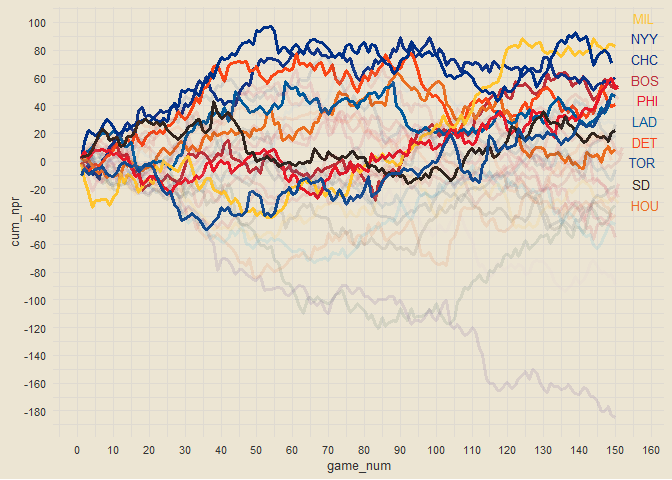 MIL
NYY
CHC
BOS
PHI
LAD
DET
TOR
SD
HOU
cum_npr
100
80
60
40
20
0
-20
-40
-60
-80
-100
-120
-140
-160
-180
0 10 20 30 40 50 60 70 80 90 100 110 120 130 140 150 160
game_num